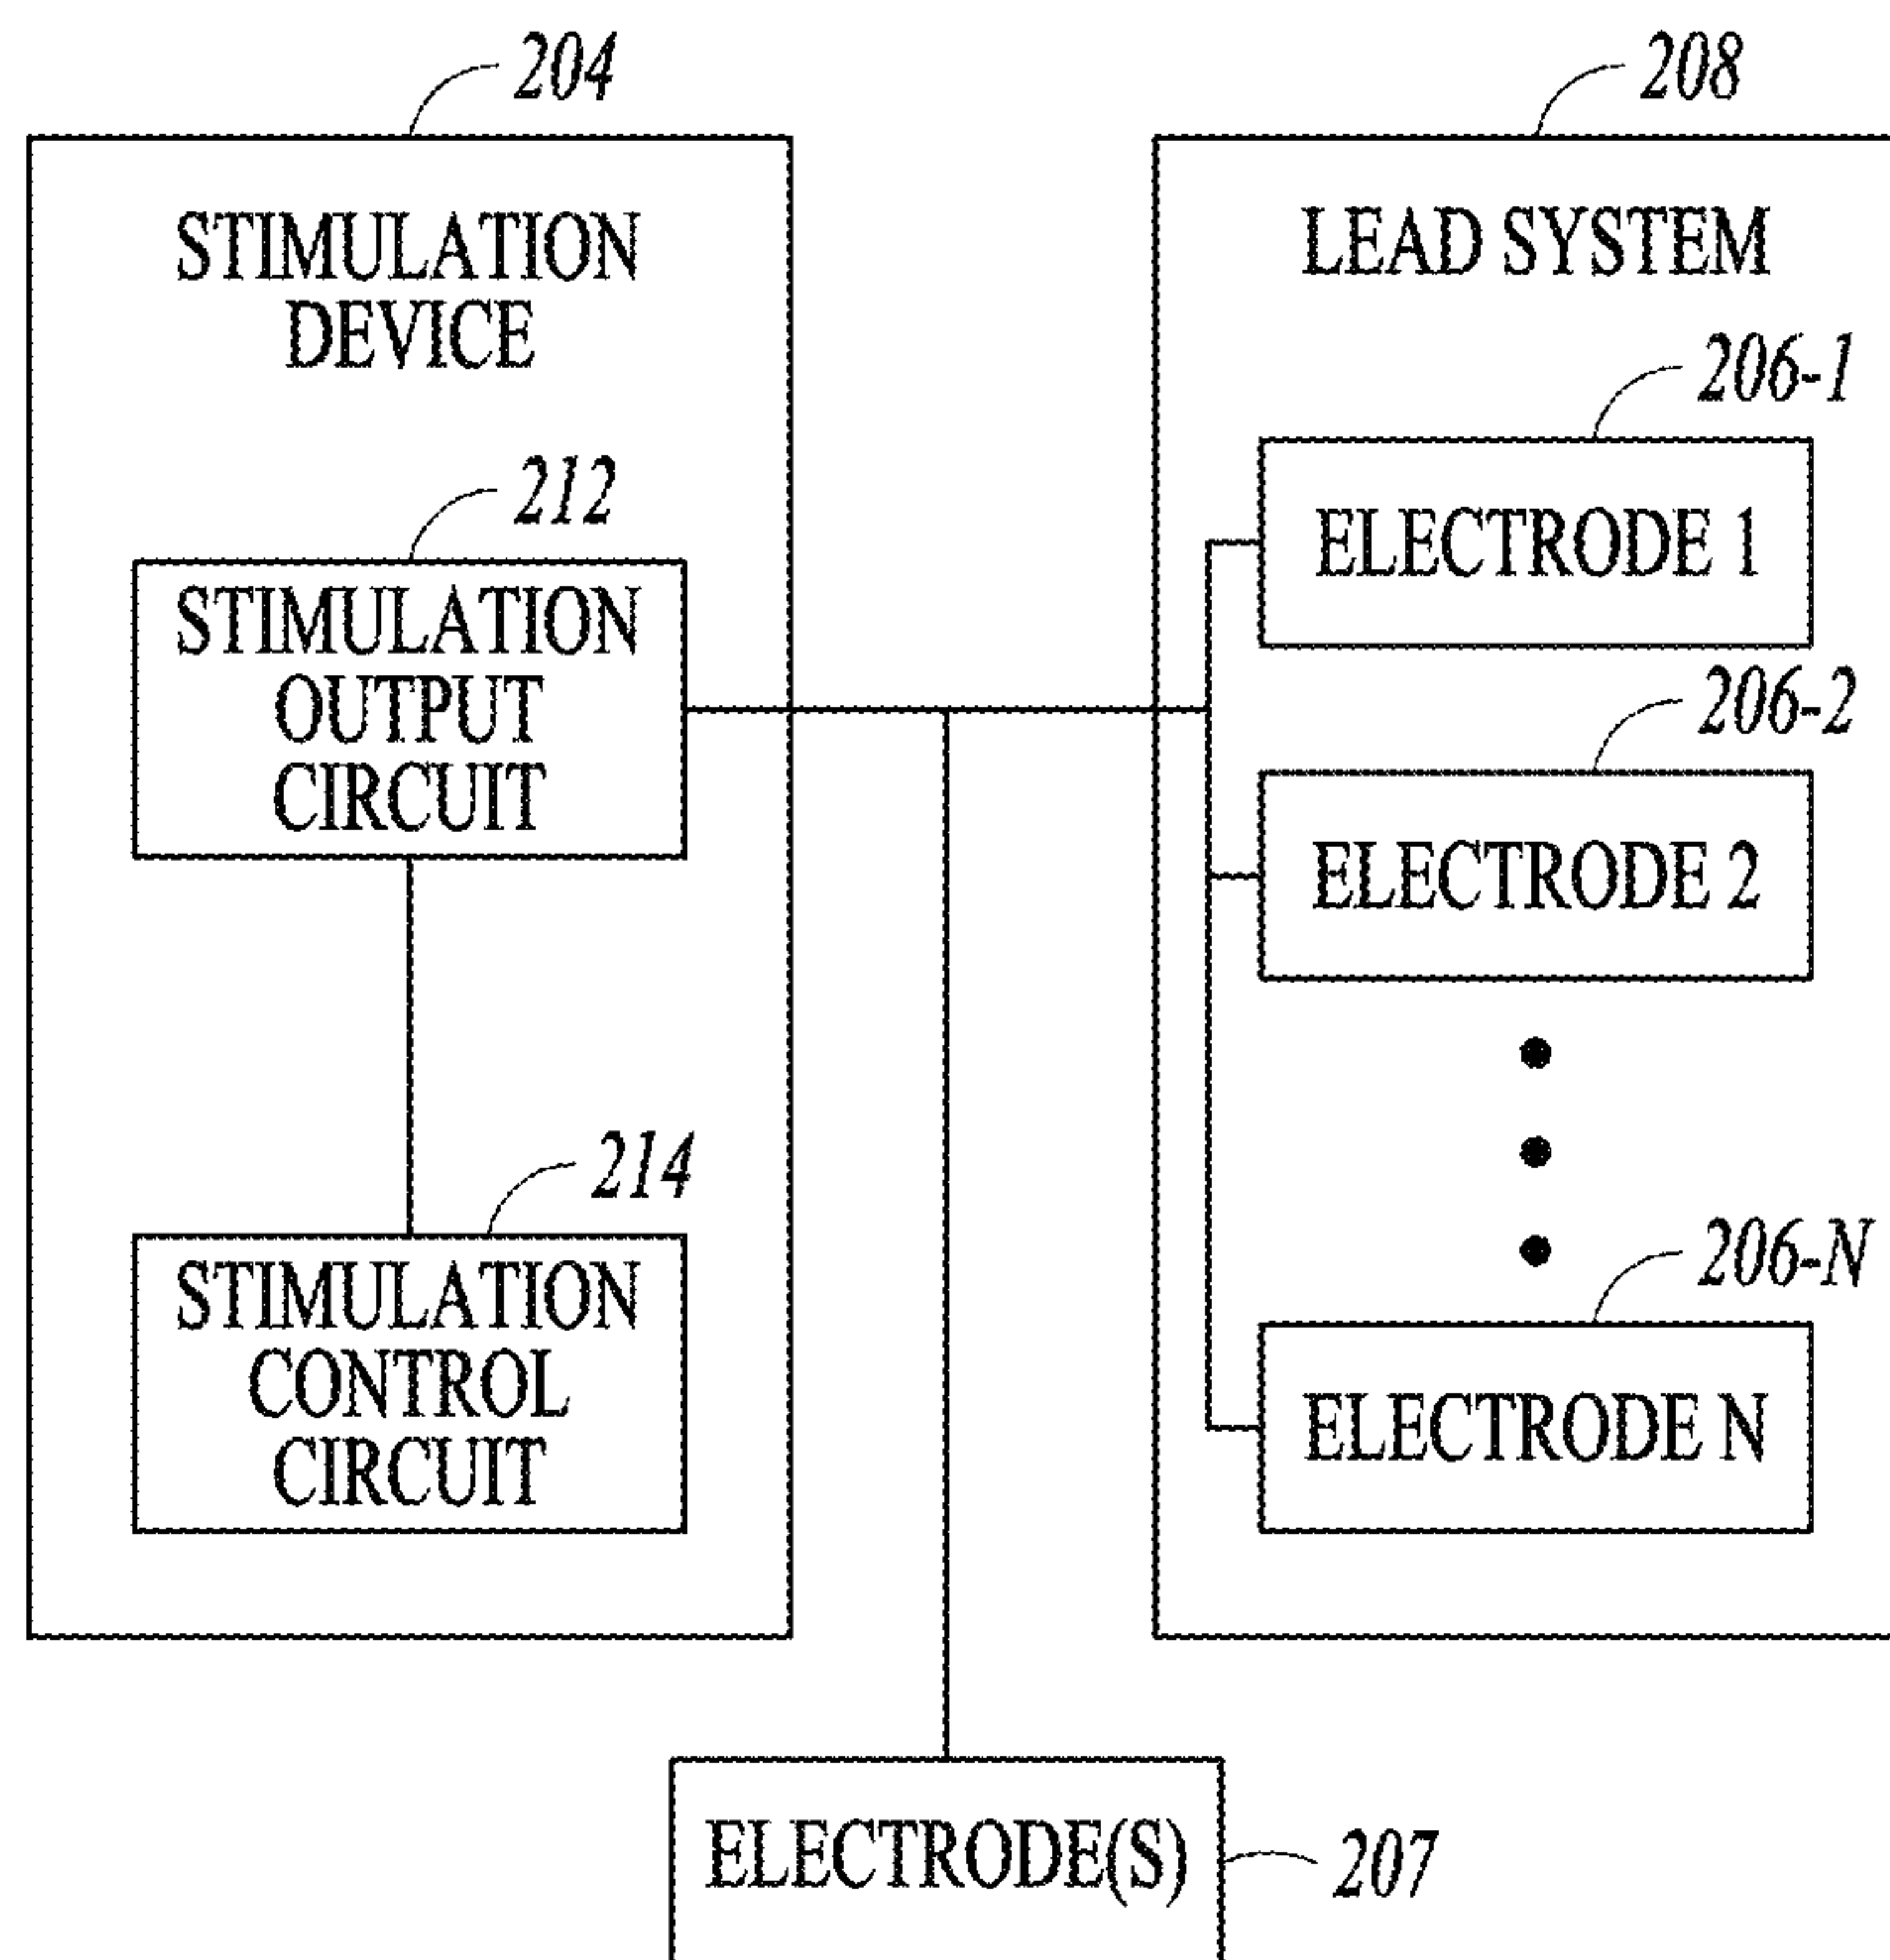 204
STIMULATION
DEVICE
212
STIMULATION
OUTPUT
CIRCUIT
214
STIMULATION
CONTROL
CIRCUIT
208
LEAD SYSTEM
206-1
ELECTRODE 1
206-2
ELECTRODE 2
206-N
ELECTRODE N
ELECTRODE(S)
207